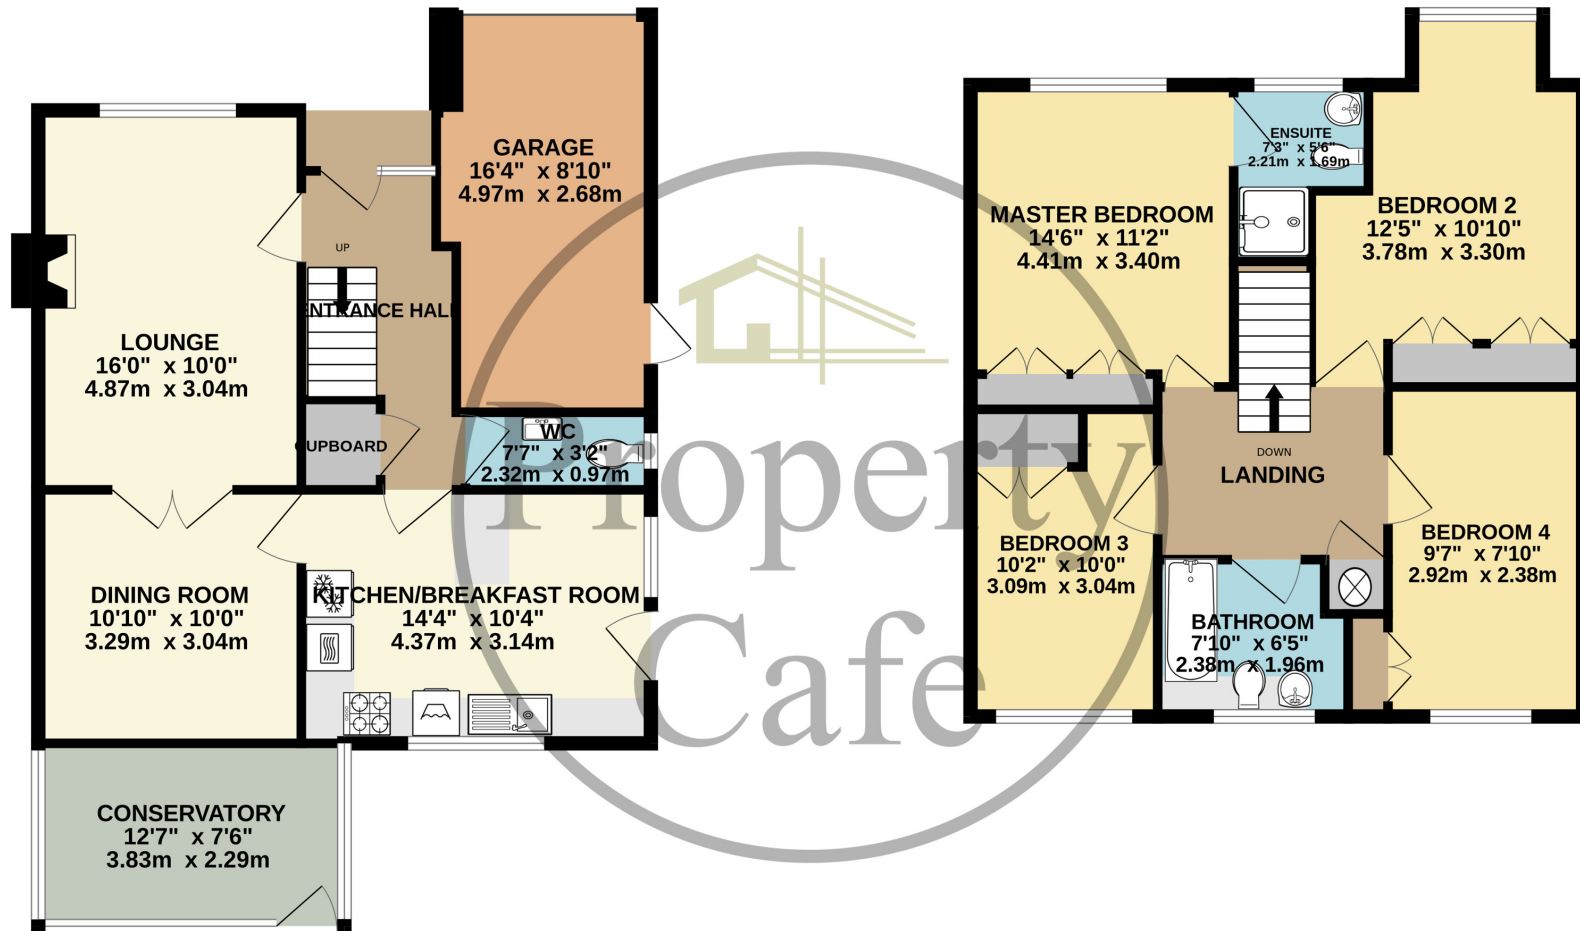 GARAGE
16'4" x 8'10"
4.97m x 2.68m
UP
ENTRANCE HALL
LOUNGE
16'0" x 10'0"
4.87m x 3.04m
CUPBOARD
WC
7'7" x 3'2"
2.32m x 0.97m
DINING ROOM
10'10" x 10'0"
3.29m x 3.04m
KITCHEN/BREAKFAST ROOM
14'4" x 10'4"
4.37m x 3.14m
CONSERVATORY
12'7" x 7'6"
3.83m x 2.29m
MASTER BEDROOM
14'6" x 11'2"
4.41m x 3.40m
ENSUITE
7'3" x 5'6"
2.21m x 1.69m
BEDROOM 2
12'5" x 10'10"
3.78m x 3.30m
DOWN
LANDING
BEDROOM 3
10'2" x 10'0"
3.09m x 3.04m
BEDROOM 4
9'7" x 7'10"
2.92m x 2.38m
BATHROOM
7'10" x 6'5"
2.38m x 1.96m
Property
Cafe